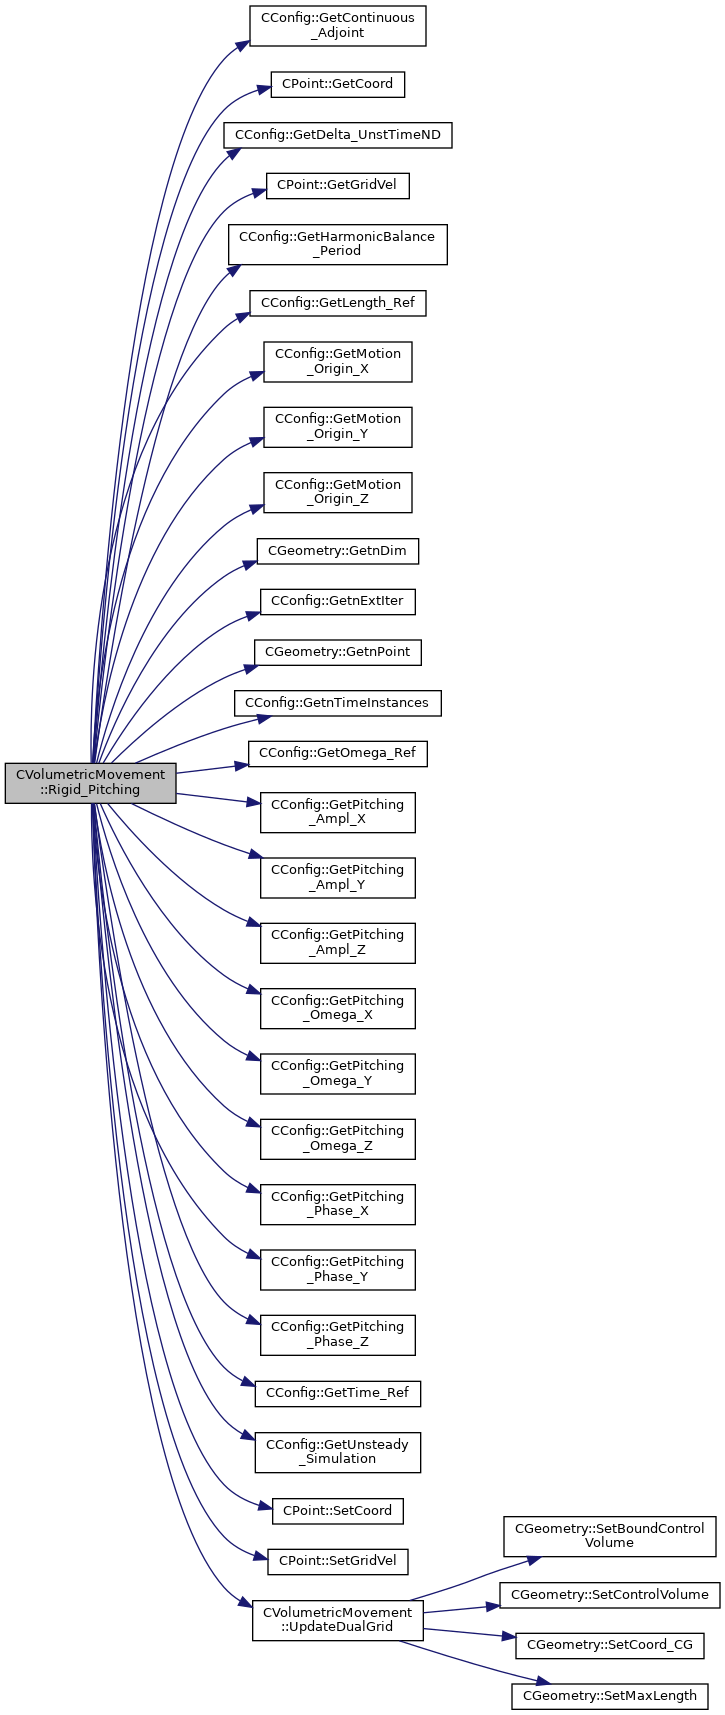 CConfig::GetContinuous
_Adjoint
CPoint::GetCoord
CConfig::GetDelta_UnstTimeND
CPoint::GetGridVel
CConfig::GetHarmonicBalance
_Period
CConfig::GetLength_Ref
CConfig::GetMotion
_Origin_X
CConfig::GetMotion
_Origin_Y
CConfig::GetMotion
_Origin_Z
CGeometry::GetnDim
CConfig::GetnExtIter
CGeometry::GetnPoint
CConfig::GetnTimeInstances
CVolumetricMovement
::Rigid_Pitching
CConfig::GetOmega_Ref
CConfig::GetPitching
_Ampl_X
CConfig::GetPitching
_Ampl_Y
CConfig::GetPitching
_Ampl_Z
CConfig::GetPitching
_Omega_X
CConfig::GetPitching
_Omega_Y
CConfig::GetPitching
_Omega_Z
CConfig::GetPitching
_Phase_X
CConfig::GetPitching
_Phase_Y
CConfig::GetPitching
_Phase_Z
CConfig::GetTime_Ref
CConfig::GetUnsteady
_Simulation
CPoint::SetCoord
CPoint::SetGridVel
CVolumetricMovement
::UpdateDualGrid
CGeometry::SetBoundControl
Volume
CGeometry::SetControlVolume
CGeometry::SetCoord_CG
CGeometry::SetMaxLength